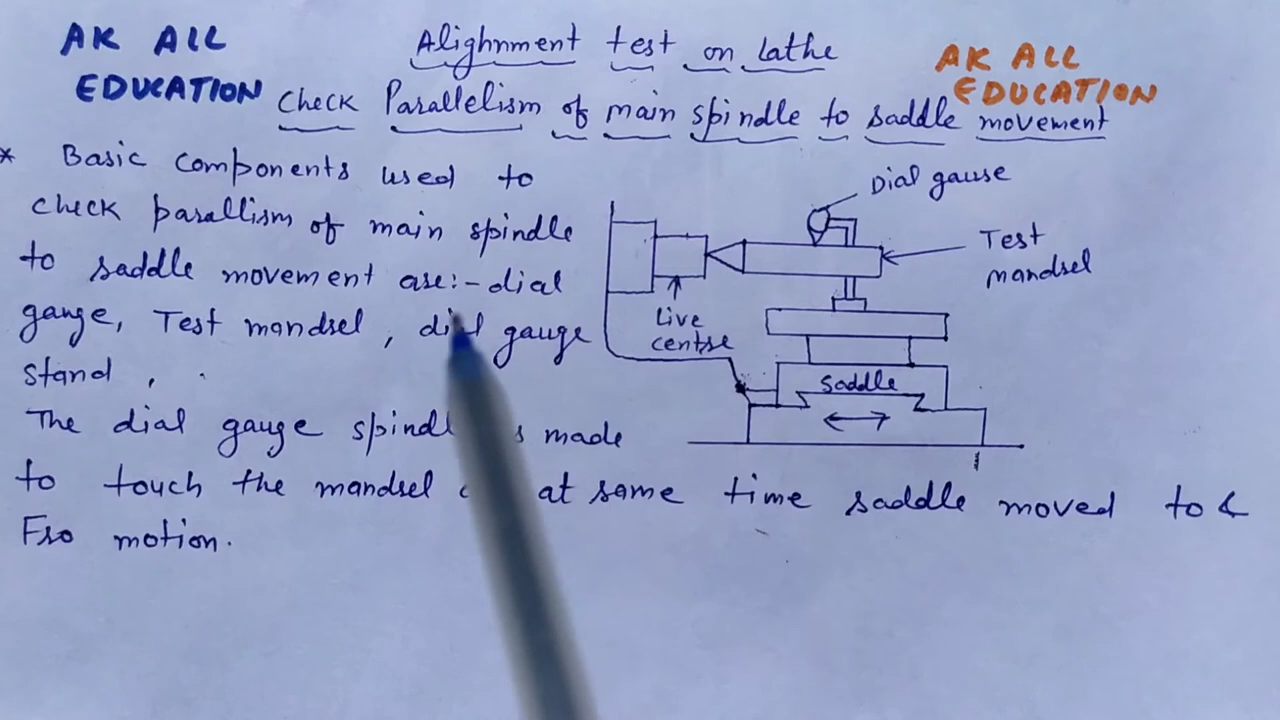 AK ALL
EDUCATION
Alighnment test on Lathe
AK ALL
EDUCATION
Check Parallelism of main spindle to saddle movement
* Basic components used to
check parallism of main spindle
to saddle movement are:- dial
gauge, Test mandrel, dial gauge
stand,
The dial gauge spindl made
to touch the mandrel at same time saddle moved to &
Fro motion.
Dial gauge
Test
mandrel
Live
centre
saddle